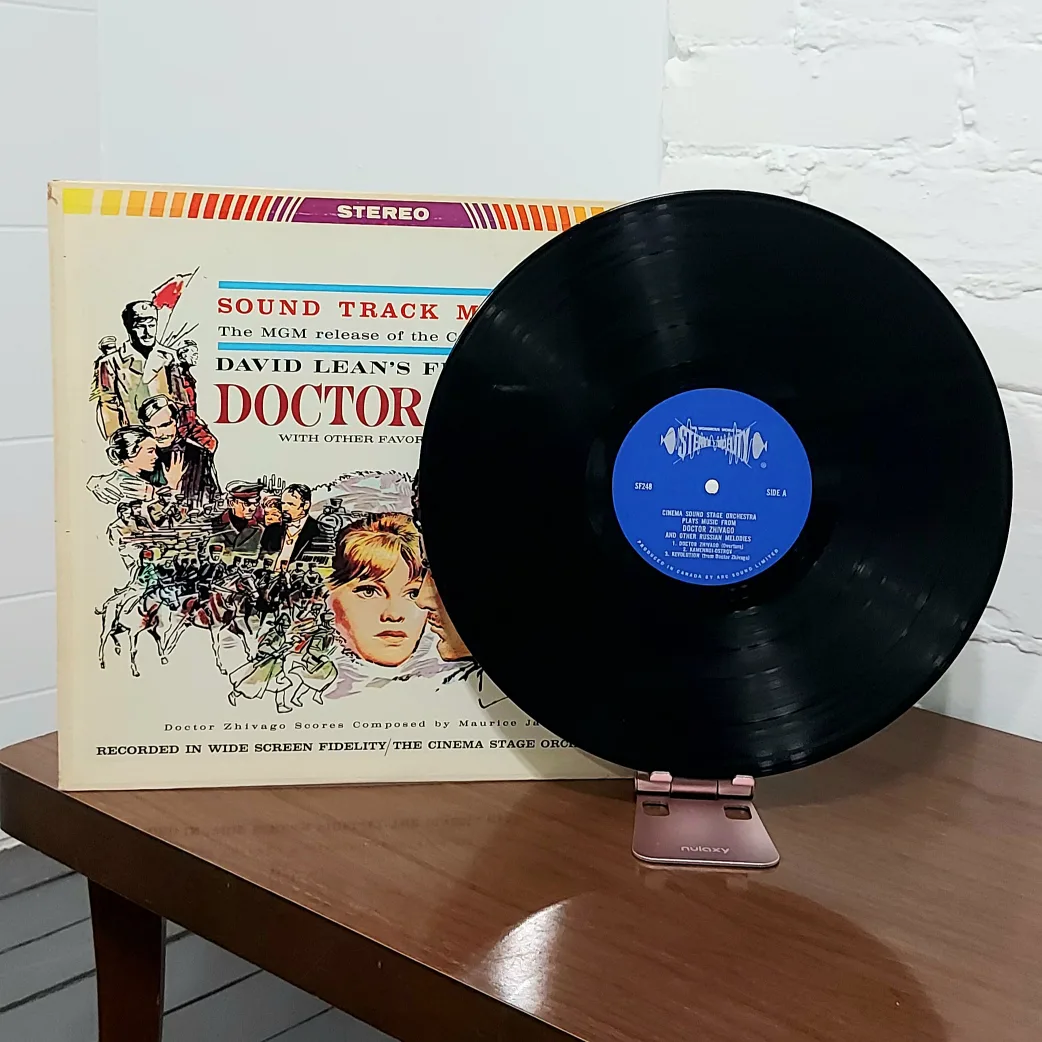 STEREO
SOUND TRACK M
The MGM release of the C
DAVID LEAN'S F
DOCTOR
WITH OTHER FAVOR
Doctor Zhivago Scores Composed by Maurice Ja
RECORDED IN WIDE SCREEN FIDELITY/THE CINEMA STAGE ORC
STEREO-FIDELITY
SF248
SIDE A
CINEMA SOUND STAGE ORCHESTRA
PLAYS MUSIC FROM
DOCTOR ZHIVAGO
AND OTHER RUSSIAN MELODIES
1. DOCTOR ZHIVAGO (Overture)
2. KAMENNOI-OSTROV
3. REVOLUTION (from Doctor Zhivago)
PRODUCED IN CANADA BY ARC SOUND LIMITED
nulaxy